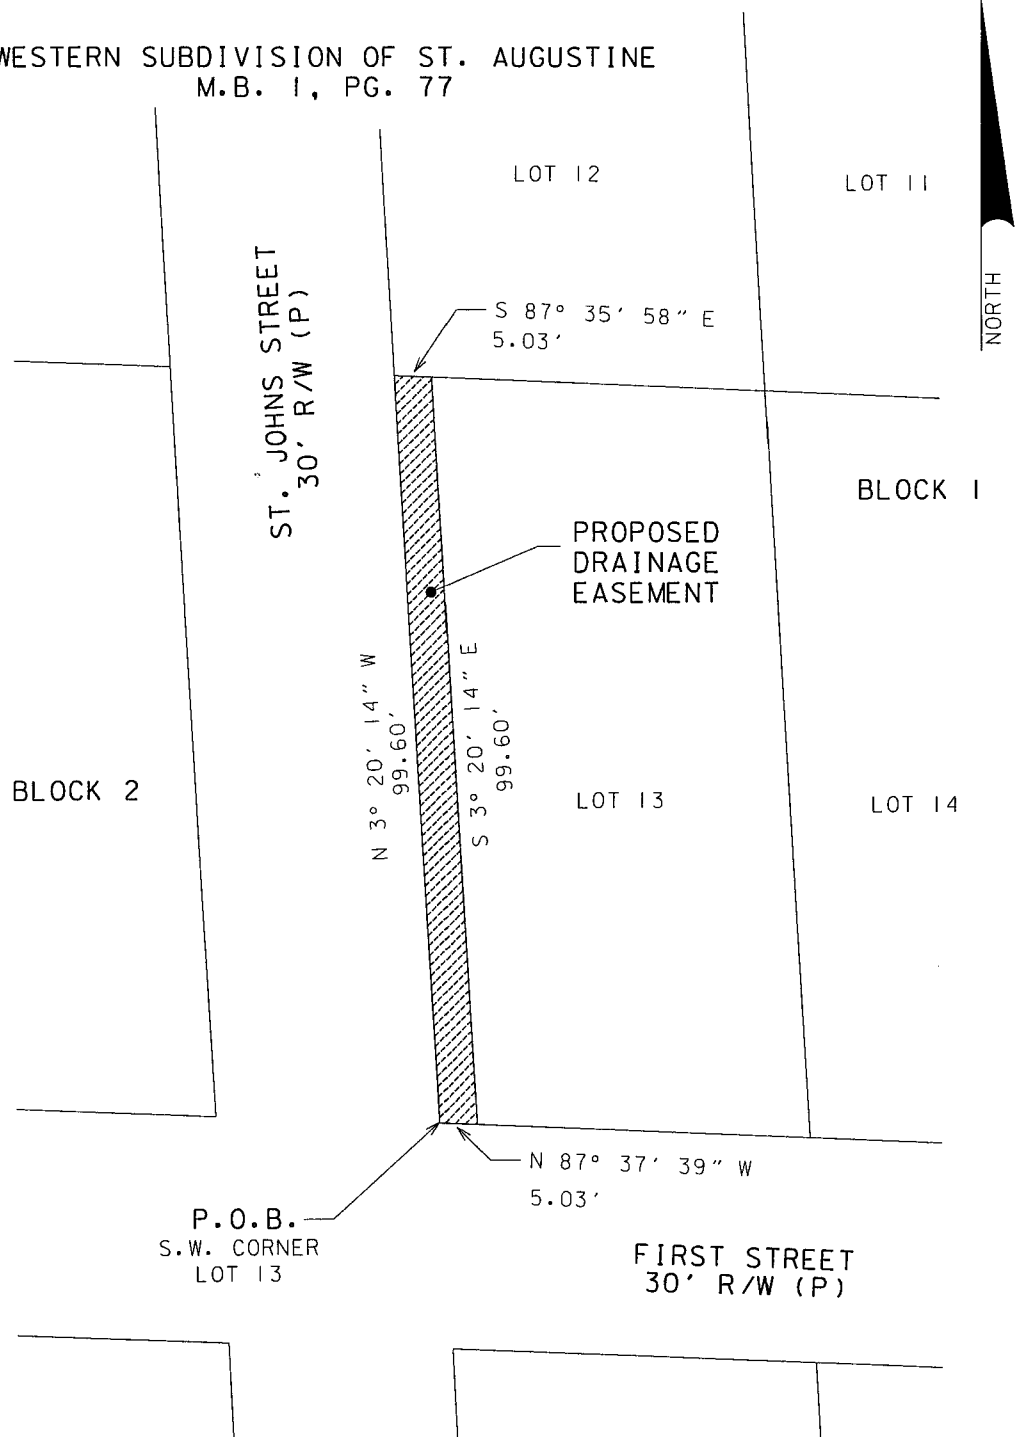 WESTERN SUBDIVISION OF ST. AUGUSTINE
M.B. 1, PG. 77
LOT 12
LOT 11
NORTH
ST. JOHNS STREET
30' R/W (P)
S 87° 35' 58" E
5.03'
BLOCK 1
PROPOSED
DRAINAGE
EASEMENT
N 3° 20' 14" W
99.60'
S 3° 20' 14" E
99.60'
BLOCK 2
LOT 13
LOT 14
N 87° 37' 39" W
5.03'
P.O.B.
S.W. CORNER
LOT 13
FIRST STREET
30' R/W (P)